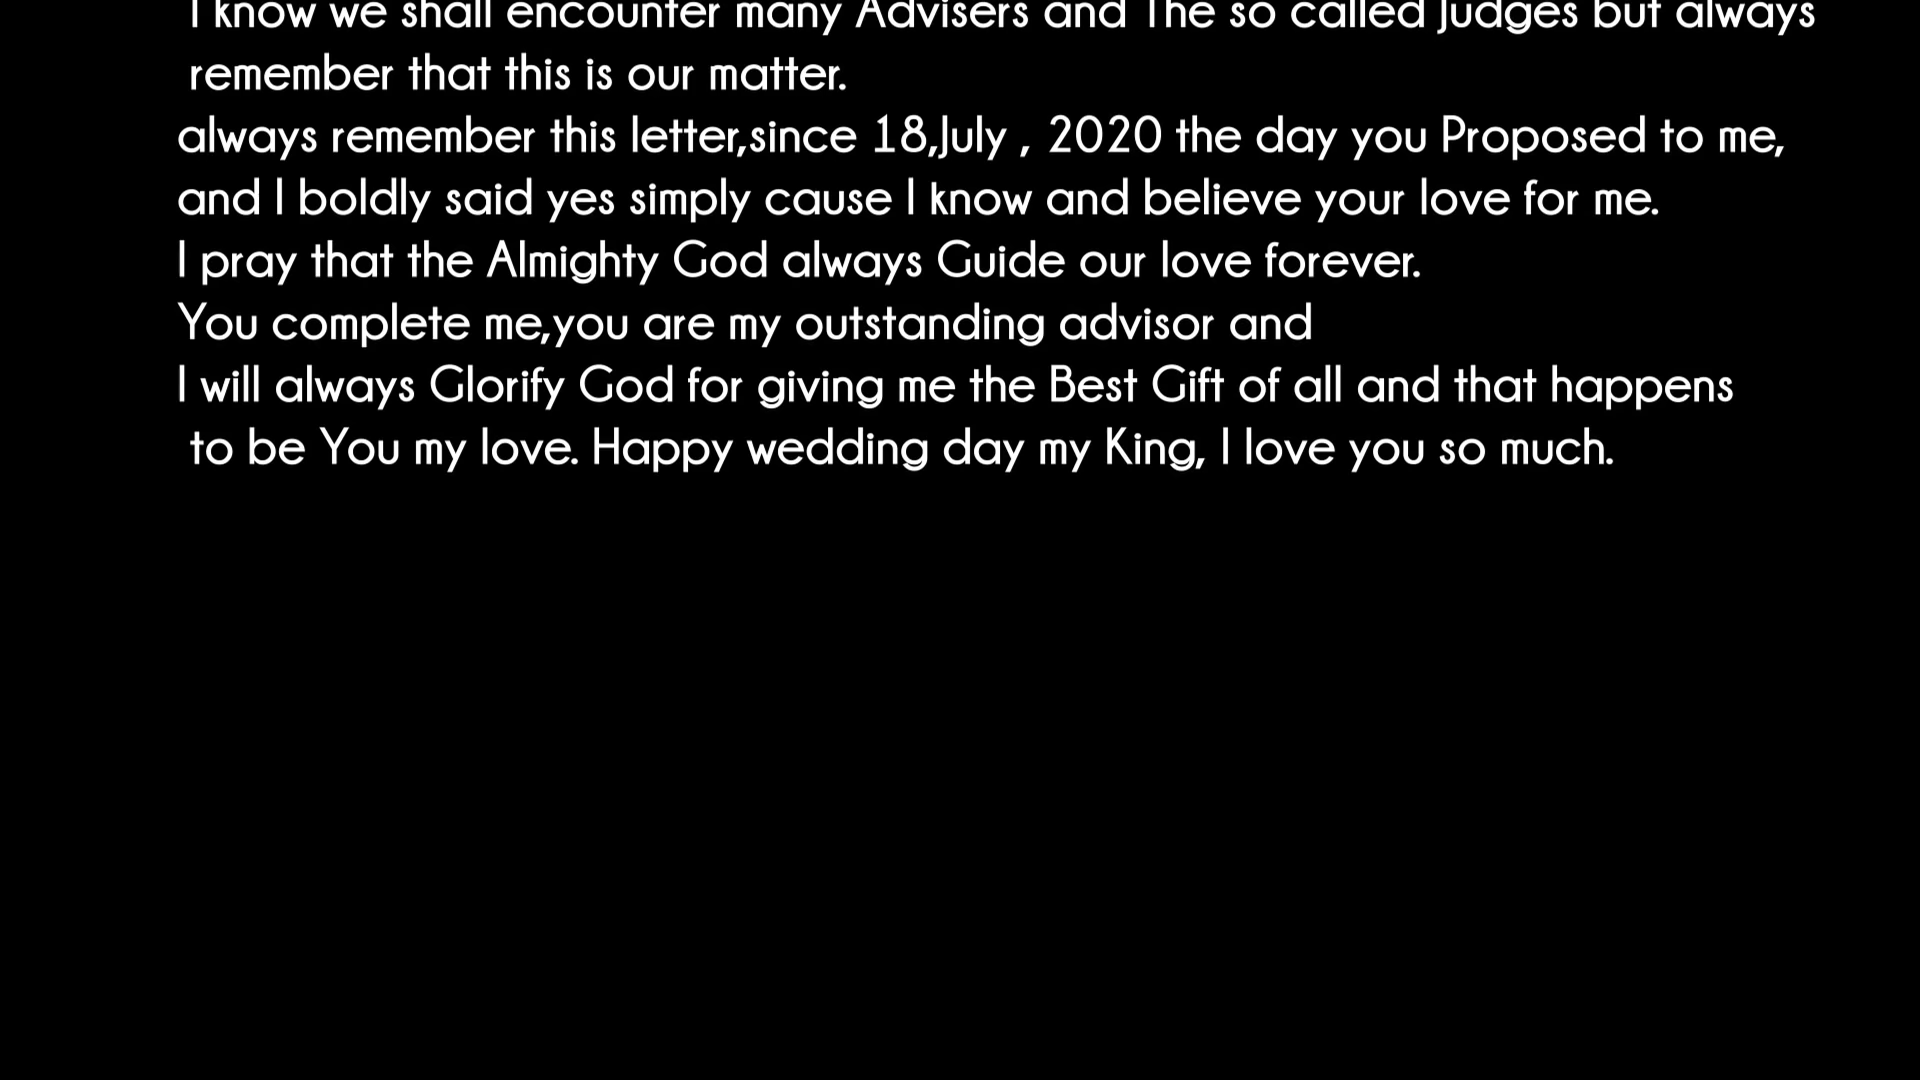 I know we shall encounter many Advisers and The so called Judges but always
remember that this is our matter.
always remember this letter,since 18,July , 2020 the day you Proposed to me,
and I boldly said yes simply cause I know and believe your love for me.
I pray that the Almighty God always Guide our love forever.
You complete me,you are my outstanding advisor and
I will always Glorify God for giving me the Best Gift of all and that happens
to be You my love. Happy wedding day my King, I love you so much.